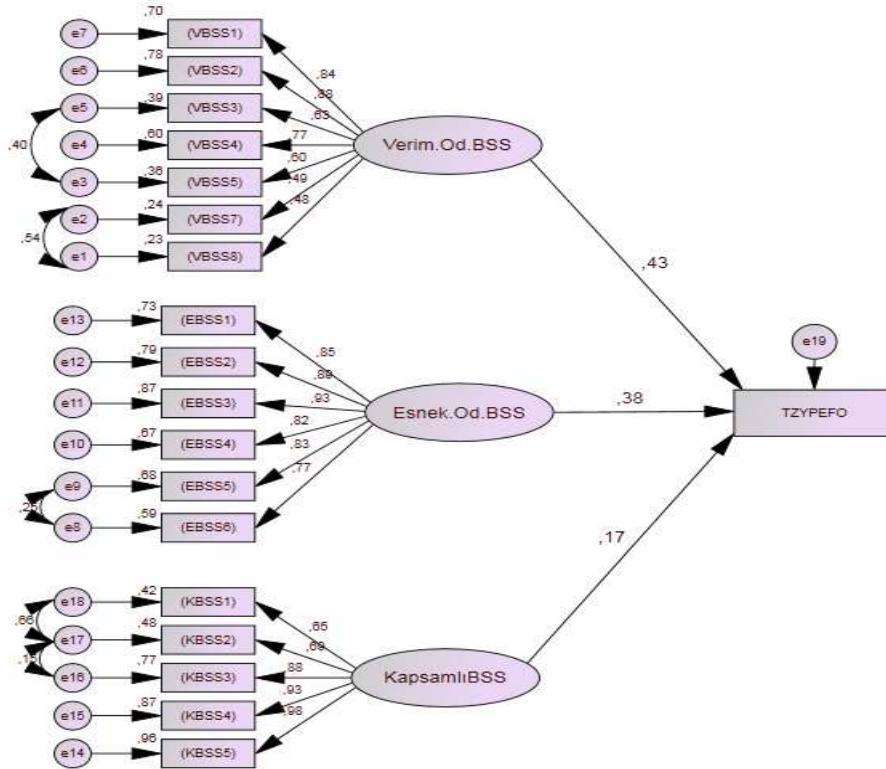 ,70
e7 (VBSS1)
,84
,78
e6 (VBSS2)
,88
,39
e5 (VBSS3)
,63
,60
e4 (VBSS4)
,77
Verim.Od.BSS
,40
,36
e3 (VBSS5)
,60
,24
e2 (VBSS7)
,49
,54
,23
e1 (VBSS8)
,48
,43
,73
e13 (EBSS1)
,85
,79
e12 (EBSS2)
,89
e19
,87
e11 (EBSS3)
,93
Esnek.Od.BSS
,38
TZYPEFO
,67
e10 (EBSS4)
,82
,68
e9 (EBSS5)
,83
,25
,59
e8 (EBSS6)
,77
,17
,42
e18 (KBSS1)
,65
,66
,48
e17 (KBSS2)
,69
,15
,77
e16 (KBSS3)
,88
KapsamlıBSS
,87
e15 (KBSS4)
,93
,96
e14 (KBSS5)
,98